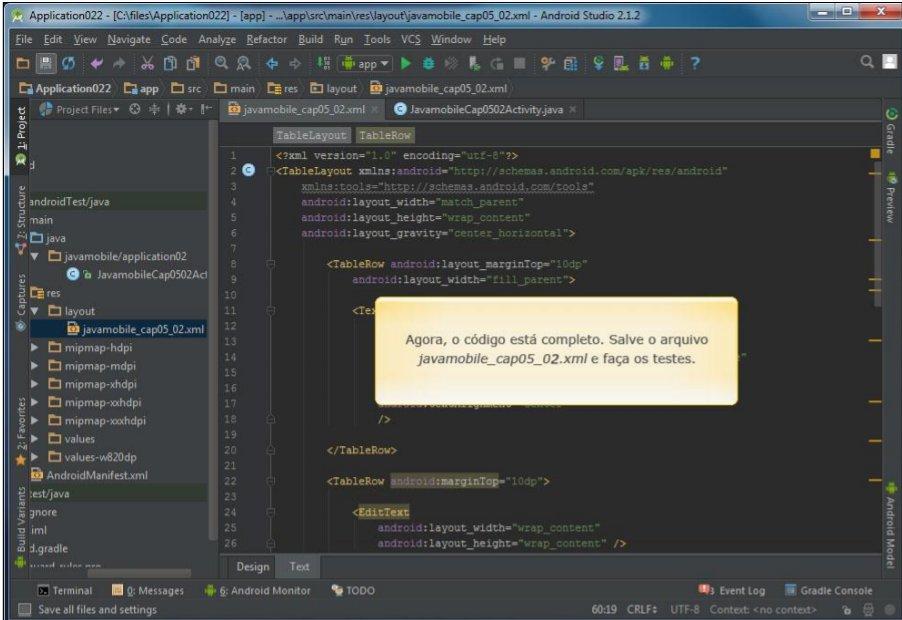 Application022 - [C:\files\Application022] - [app] - ...\app\src\main\res\layout\javamobile_cap05_02.xml - Android Studio 2.1.2
File Edit View Navigate Code Analyze Refactor Build Run Tools VCS Window Help
app
Application022 app src main res layout javamobile_cap05_02.xml
1: Project
Project Files
javamobile_cap05_02.xml
JavamobileCap0502Activity.java
Gradle
TableLayout TableRow
1 <?xml version="1.0" encoding="utf-8"?>
2 <TableLayout xmlns:android="http://schemas.android.com/apk/res/android"
3 xmlns:tools="http://schemas.android.com/tools"
4 android:layout_width="match_parent"
5 android:layout_height="wrap_content"
6 android:layout_gravity="center_horizontal">
7
8 <TableRow android:layout_marginTop="10dp"
9 android:layout_width="fill_parent">
10
11 <Te
12
13
14
15
16
17
18 />
19
20 </TableRow>
21
22 <TableRow android:marginTop="10dp">
23
24 <EditText
25 android:layout_width="wrap_content"
26 android:layout_height="wrap_content" />
Agora, o código está completo. Salve o arquivo
javamobile_cap05_02.xml e faça os testes.
Preview
Android Model
Z: Structure
Captures
2: Favorites
Build Variants
d
androidTest/java
main
java
javamobile/application02
JavamobileCap0502Act
res
layout
javamobile_cap05_02.xml
mipmap-hdpi
mipmap-mdpi
mipmap-xhdpi
mipmap-xxhdpi
mipmap-xxxhdpi
values
values-w820dp
AndroidManifest.xml
test/java
gnore
iml
d.gradle
Design Text
Terminal 0: Messages 6: Android Monitor TODO
3 Event Log Gradle Console
Save all files and settings
60:19 CRLF UTF-8 Context: <no context>